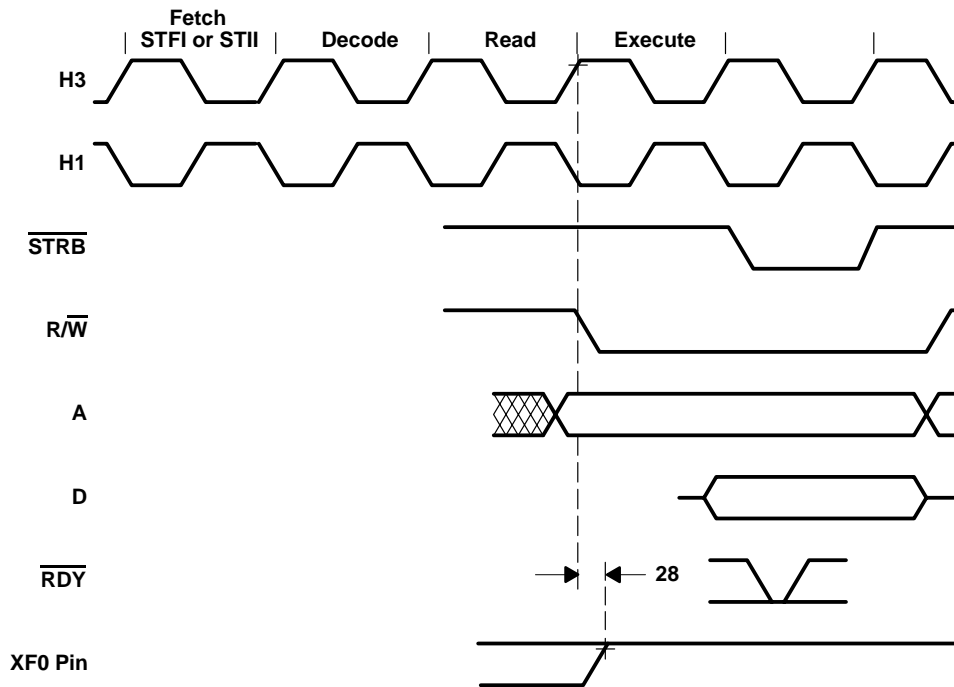 Fetch
STFI or STII
Decode
Read
Execute
H3
H1
STRB
R/W
A
D
RDY
28
XF0 Pin